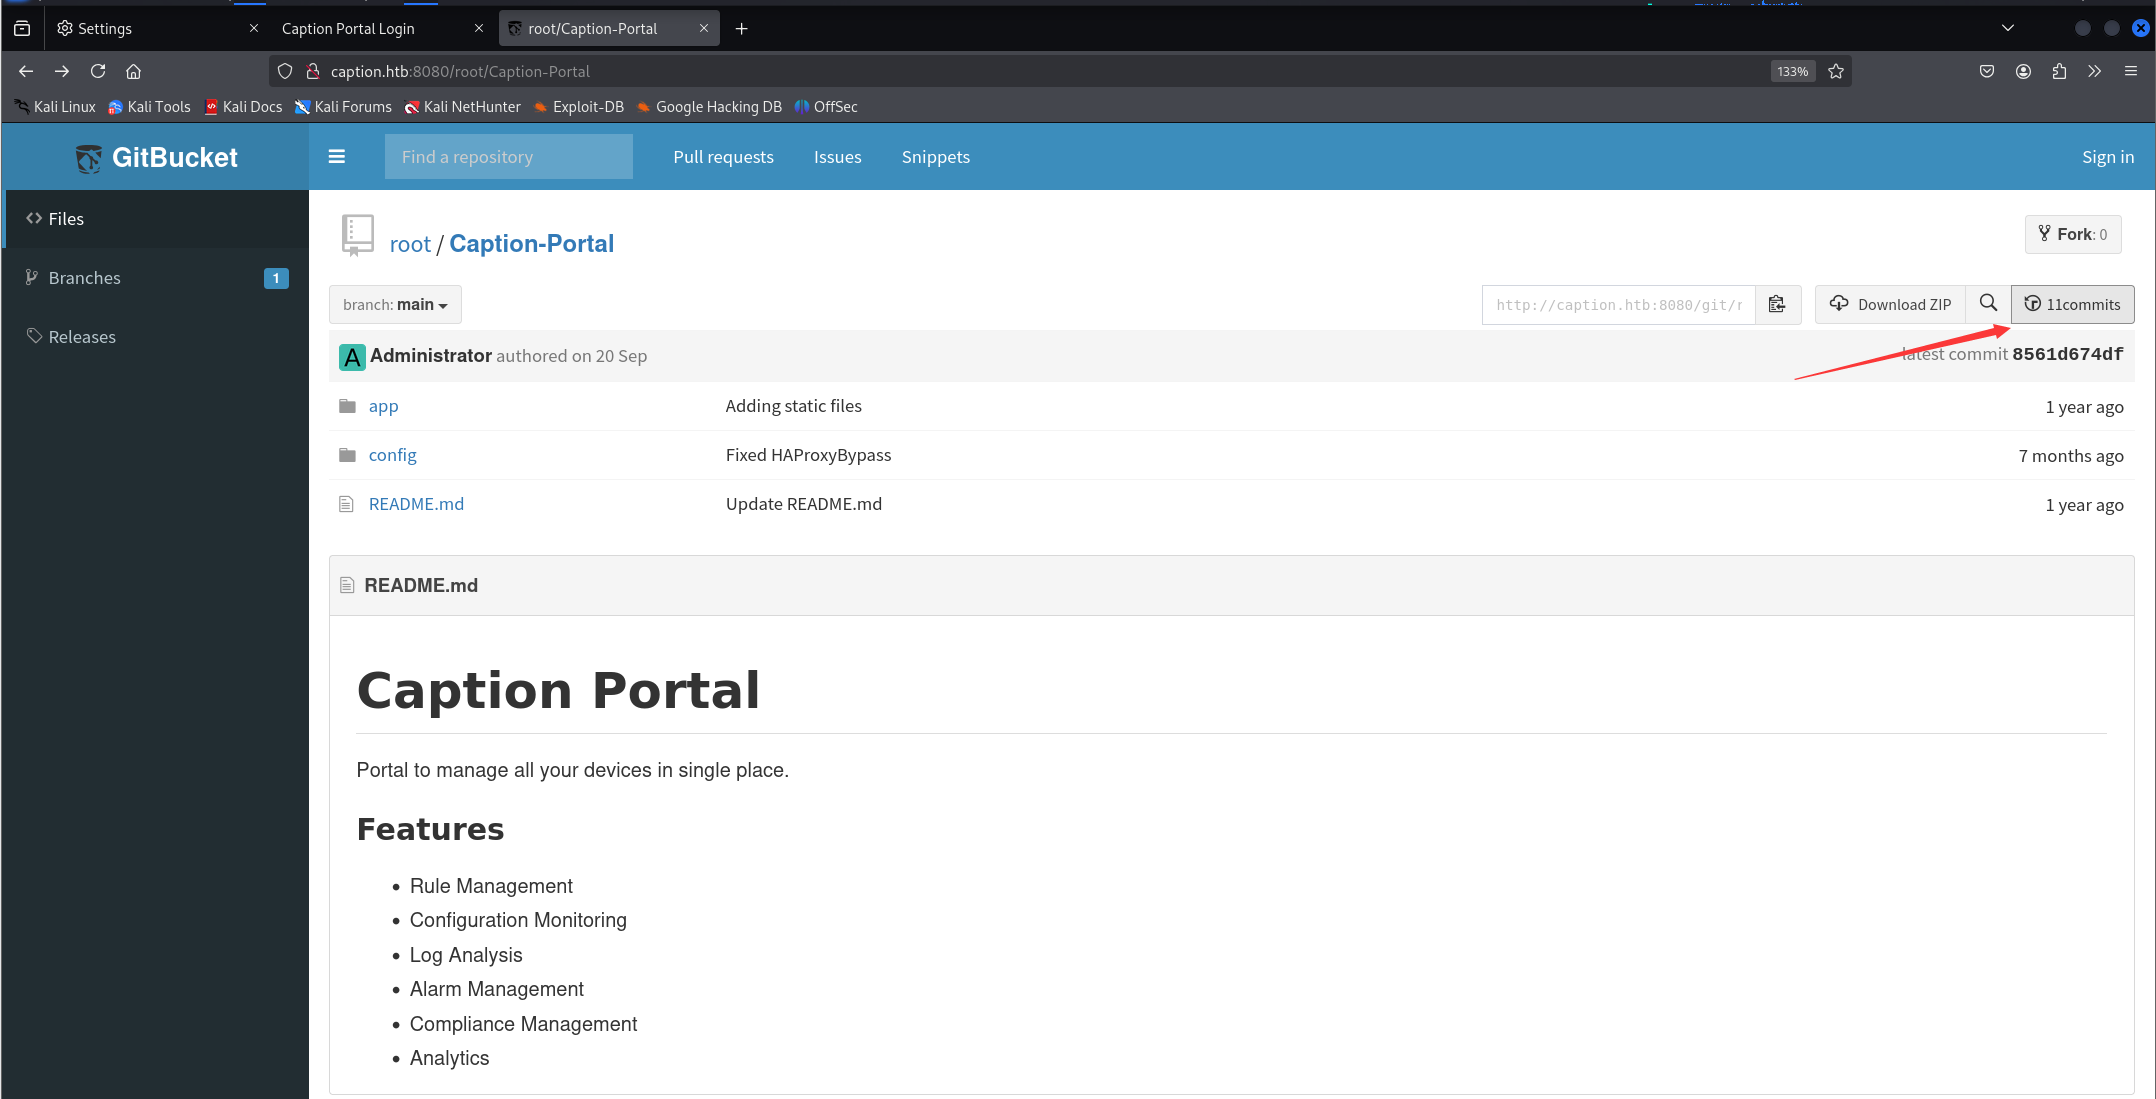 Settings
Caption Portal Login
root/Caption-Portal
caption.htb:8080/root/Caption-Portal
133%
Kali Linux Kali Tools Kali Docs Kali Forums Kali NetHunter Exploit-DB Google Hacking DB OffSec
GitBucket
Find a repository
Pull requests Issues Snippets
Sign in
Files
Branches 1
Releases
root / Caption-Portal
Fork: 0
branch: main
http://caption.htb:8080/git/r
Download ZIP
11commits
A Administrator authored on 20 Sep
latest commit 8561d674df
app Adding static files 1 year ago
config Fixed HAProxyBypass 7 months ago
README.md Update README.md 1 year ago
README.md
Caption Portal
Portal to manage all your devices in single place.
Features
• Rule Management
• Configuration Monitoring
• Log Analysis
• Alarm Management
• Compliance Management
• Analytics